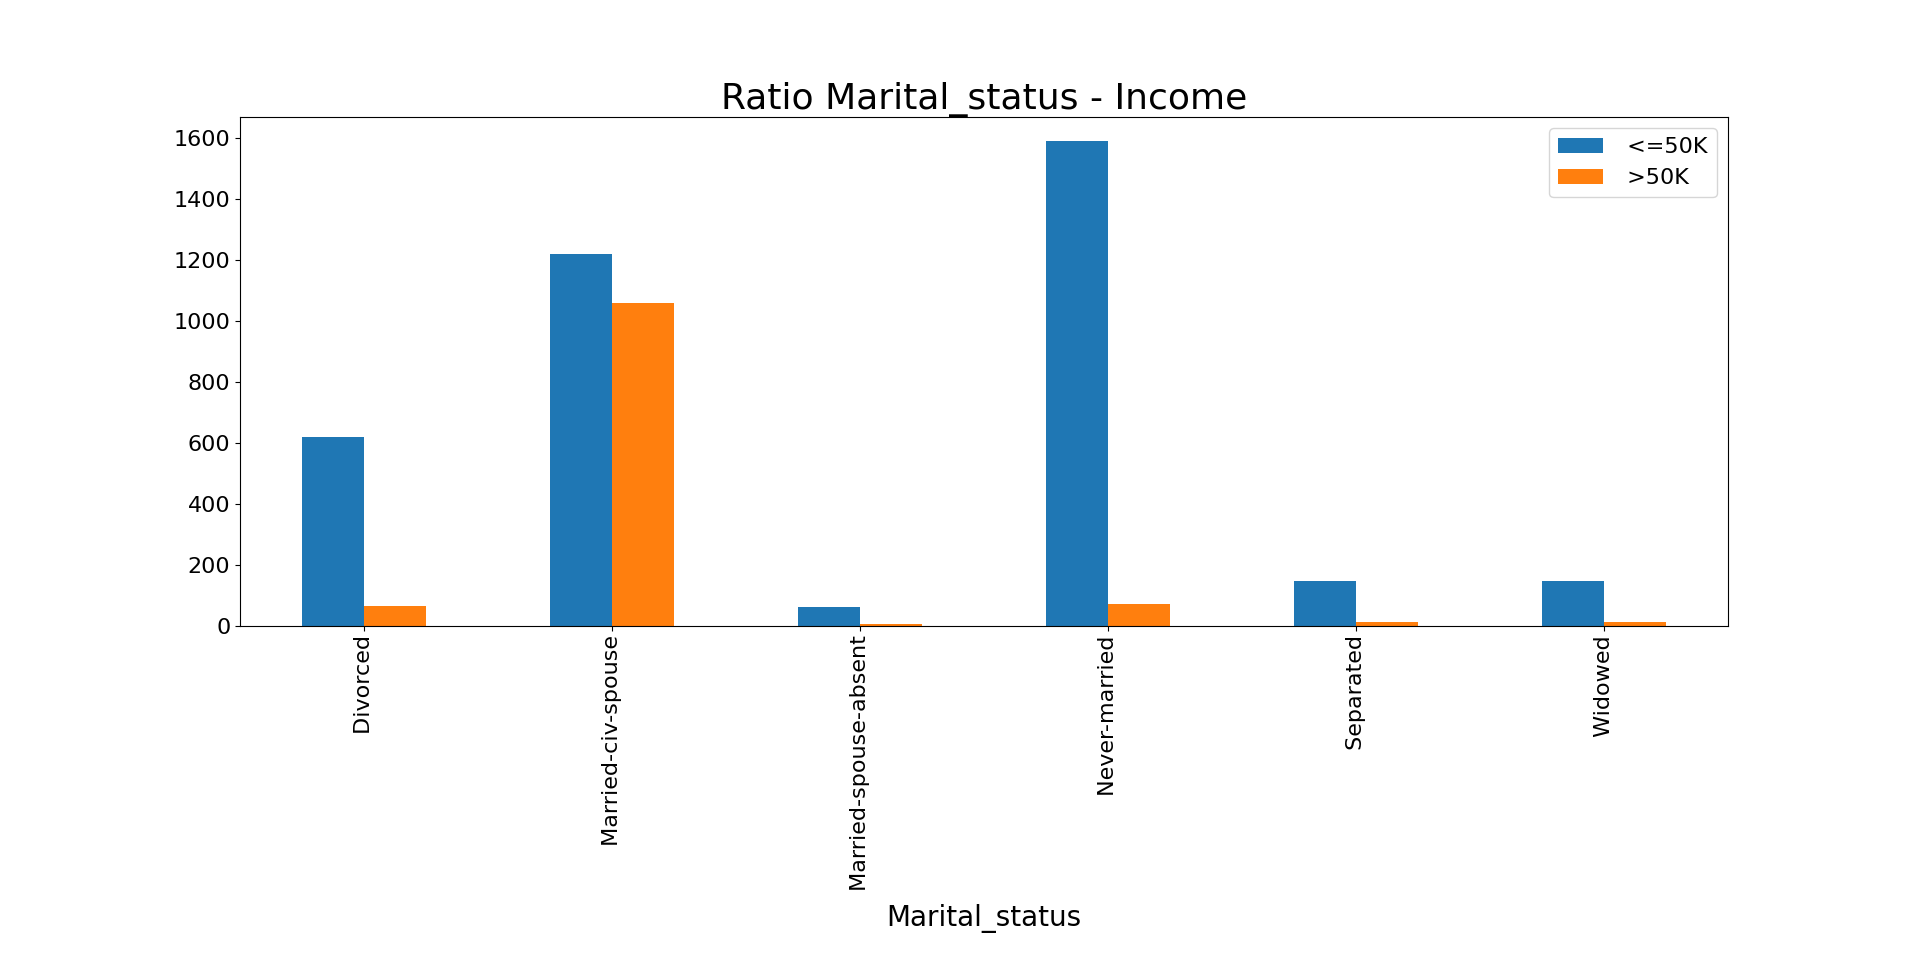 Ratio Marital_status - Income
1600
1400
1200
1000
800
600
400
200
0
<=50K
>50K
Divorced
Married-civ-spouse
Married-spouse-absent
Never-married
Separated
Widowed
Marital_status